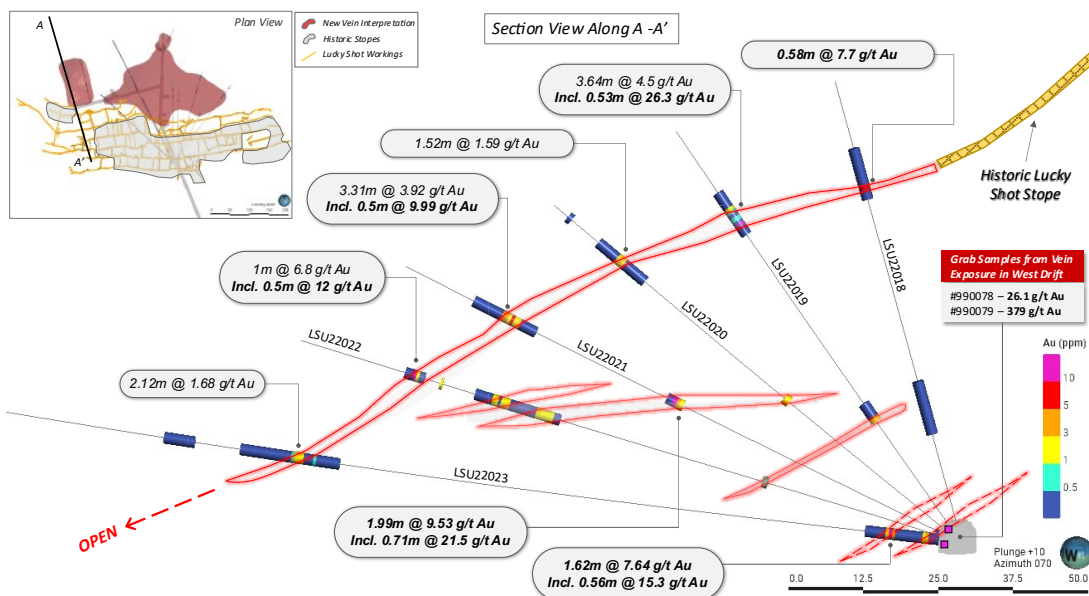 A
Plan View
A'
New Vein Interpretation
Historic Stopes
Lucky Shot Workings
Section View Along A -A'
0.58m @ 7.7 g/t Au
3.64m @ 4.5 g/t Au
Incl. 0.53m @ 26.3 g/t Au
1.52m @ 1.59 g/t Au
3.31m @ 3.92 g/t Au
Incl. 0.5m @ 9.99 g/t Au
1m @ 6.8 g/t Au
Incl. 0.5m @ 12 g/t Au
2.12m @ 1.68 g/t Au
Historic Lucky
Shot Stope
LSU22018
LSU22019
LSU22020
LSU22021
LSU22022
LSU22023
Grab Samples from Vein
Exposure in West Drift
#990078 – 26.1 g/t Au
#990079 – 379 g/t Au
Au (ppm)
10
5
3
1
0.5
OPEN
1.99m @ 9.53 g/t Au
Incl. 0.71m @ 21.5 g/t Au
1.62m @ 7.64 g/t Au
Incl. 0.56m @ 15.3 g/t Au
Plunge +10
Azimuth 070
0.0 12.5 25.0 37.5 50.0